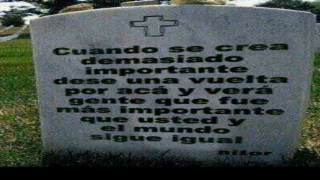 Cuando se crea
demasiado
importante
dese una vuelta
por acá y verá
gente que fue
más importante
que usted y
el mundo
sigue igual
aitor